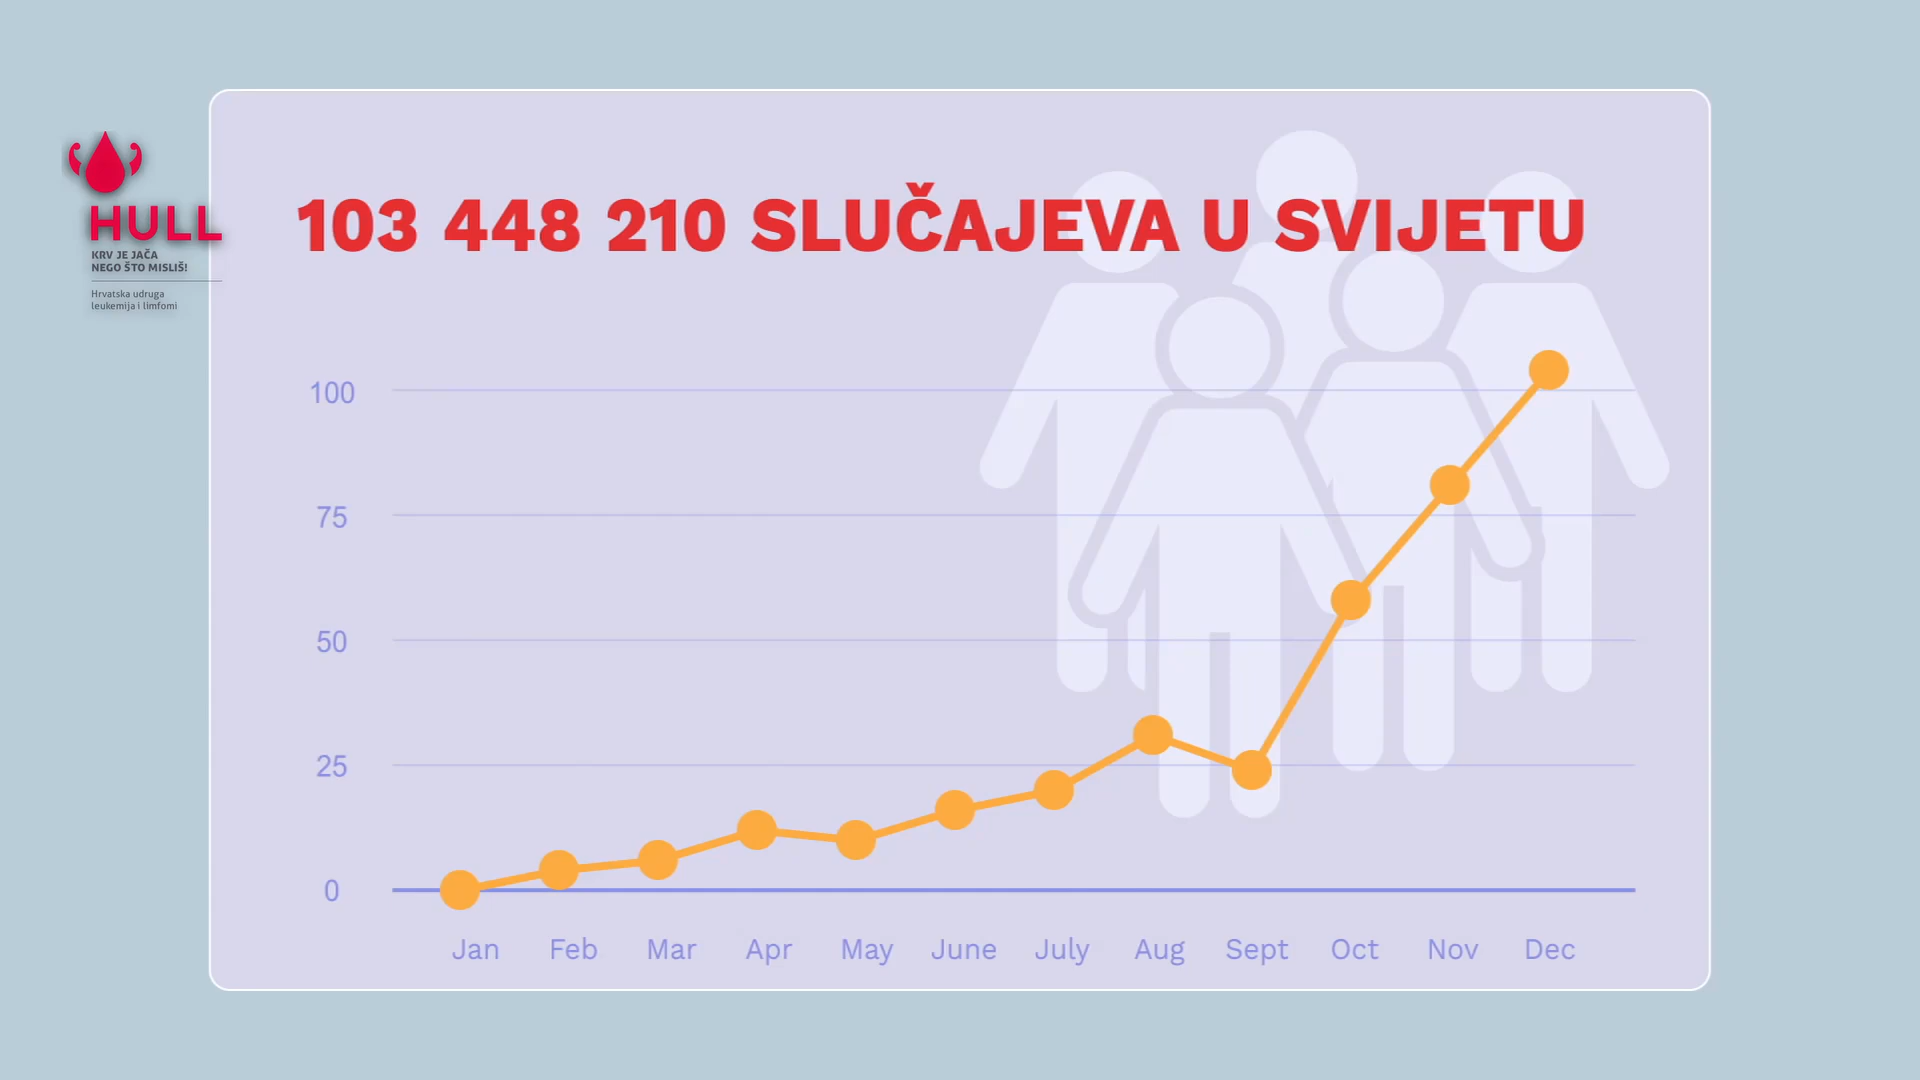 HULL
KRV JE JAČA
NEGO ŠTO MISLIŠ!
Hrvatska udruga
leukemija i limfomi
103 448 210 SLUČAJEVA U SVIJETU
100
75
50
25
0
Jan Feb Mar Apr May June July Aug Sept Oct Nov Dec